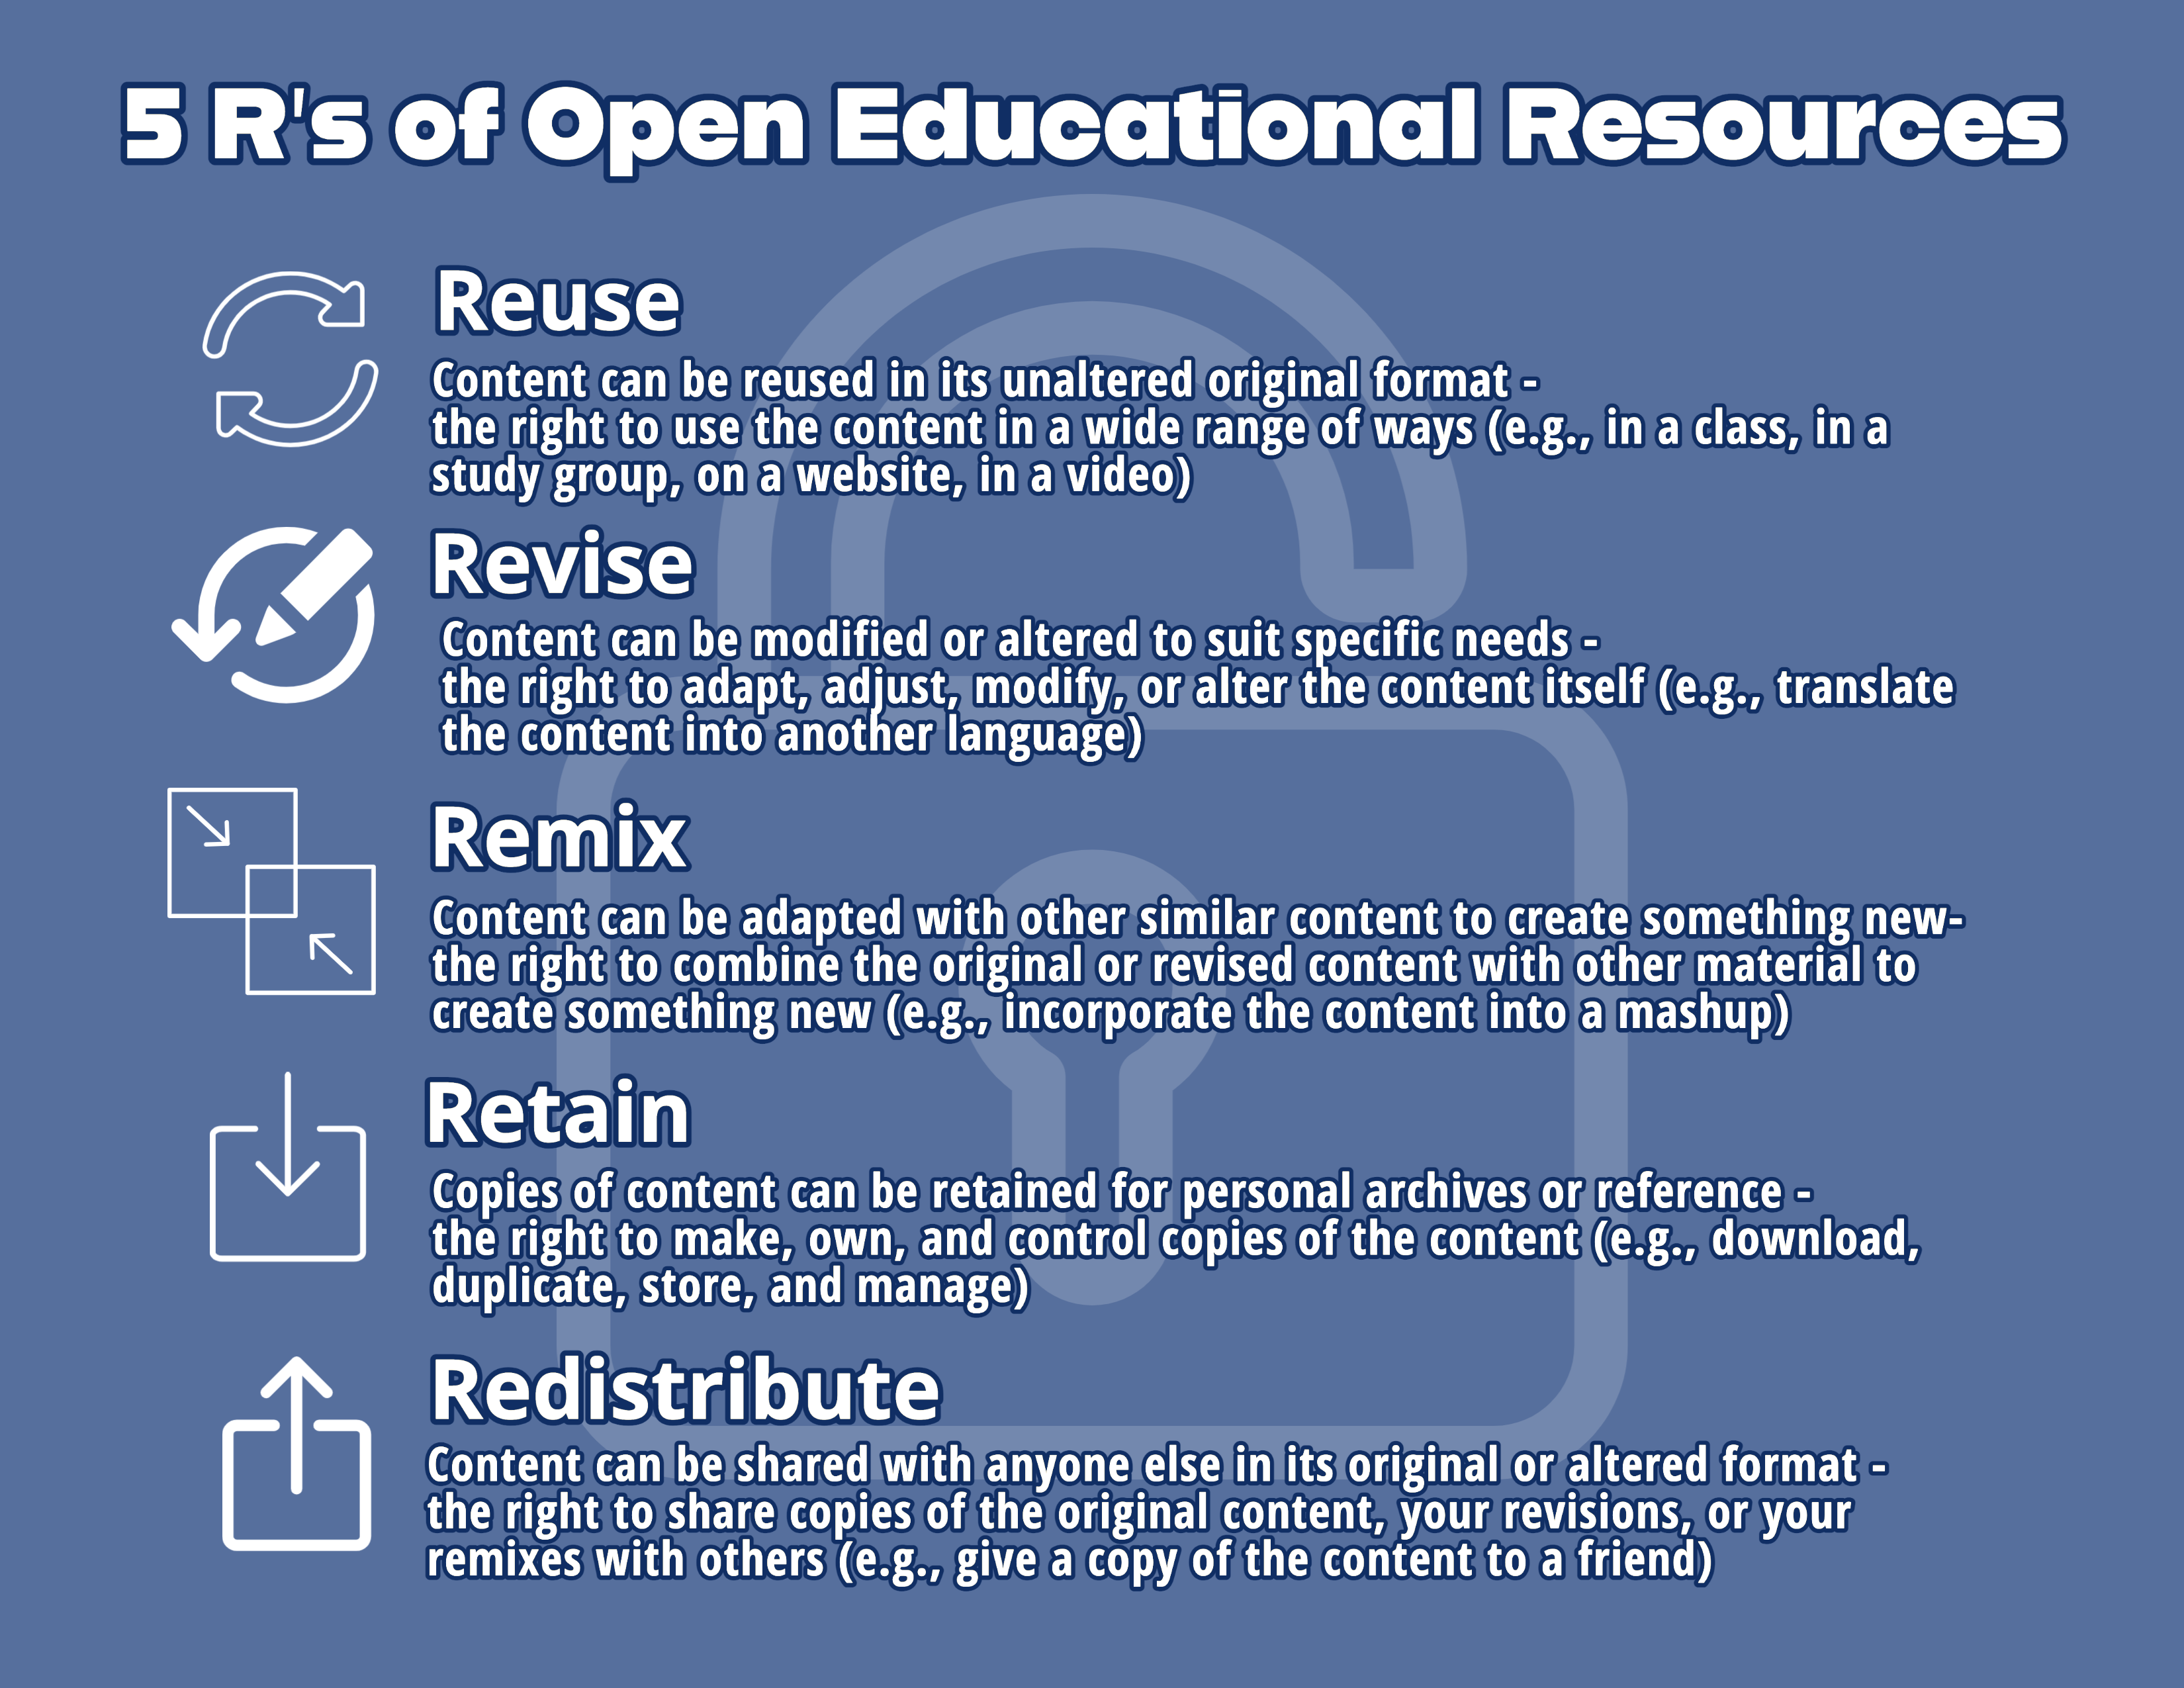 5 R's of Open Educational Resources
Reuse
Content can be reused in its unaltered original format -
the right to use the content in a wide range of ways (e.g., in a class, in a
study group, on a website, in a video)
Revise
Content can be modified or altered to suit specific needs -
the right to adapt, adjust, modify, or alter the content itself (e.g., translate
the content into another language)
Remix
Content can be adapted with other similar content to create something new-
the right to combine the original or revised content with other material to
create something new (e.g., incorporate the content into a mashup)
Retain
Copies of content can be retained for personal archives or reference -
the right to make, own, and control copies of the content (e.g., download,
duplicate, store, and manage)
Redistribute
Content can be shared with anyone else in its original or altered format -
the right to share copies of the original content, your revisions, or your
remixes with others (e.g., give a copy of the content to a friend)